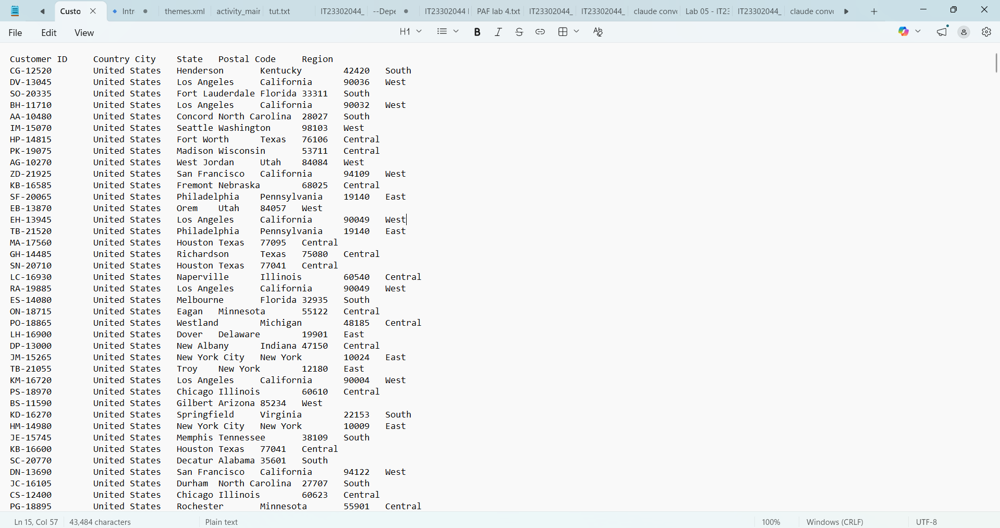 Custo Intr themes.xml activity_mair tut.txt IT23302044_ --Depe IT23302044 PAF lab 4.txt IT23302044_ IT23302044_ claude conv Lab 05 - IT23 IT23302044_ claude conv
File Edit View H1 B I
Customer ID Country City State Postal Code Region
CG-12520 United States Henderson Kentucky 42420 South
DV-13045 United States Los Angeles California 90036 West
SO-20335 United States Fort Lauderdale Florida 33311 South
BH-11710 United States Los Angeles California 90032 West
AA-10480 United States Concord North Carolina 28027 South
IM-15070 United States Seattle Washington 98103 West
HP-14815 United States Fort Worth Texas 76106 Central
PK-19075 United States Madison Wisconsin 53711 Central
AG-10270 United States West Jordan Utah 84084 West
ZD-21925 United States San Francisco California 94109 West
KB-16585 United States Fremont Nebraska 68025 Central
SF-20065 United States Philadelphia Pennsylvania 19140 East
EB-13870 United States Orem Utah 84057 West
EH-13945 United States Los Angeles California 90049 West
TB-21520 United States Philadelphia Pennsylvania 19140 East
MA-17560 United States Houston Texas 77095 Central
GH-14485 United States Richardson Texas 75080 Central
SN-20710 United States Houston Texas 77041 Central
LC-16930 United States Naperville Illinois 60540 Central
RA-19885 United States Los Angeles California 90049 West
ES-14080 United States Melbourne Florida 32935 South
ON-18715 United States Eagan Minnesota 55122 Central
PO-18865 United States Westland Michigan 48185 Central
LH-16900 United States Dover Delaware 19901 East
DP-13000 United States New Albany Indiana 47150 Central
JM-15265 United States New York City New York 10024 East
TB-21055 United States Troy New York 12180 East
KM-16720 United States Los Angeles California 90004 West
PS-18970 United States Chicago Illinois 60610 Central
BS-11590 United States Gilbert Arizona 85234 West
KD-16270 United States Springfield Virginia 22153 South
HM-14980 United States New York City New York 10009 East
JE-15745 United States Memphis Tennessee 38109 South
KB-16600 United States Houston Texas 77041 Central
SC-20770 United States Decatur Alabama 35601 South
DN-13690 United States San Francisco California 94122 West
JC-16105 United States Durham North Carolina 27707 South
CS-12400 United States Chicago Illinois 60623 Central
PG-18895 United States Rochester Minnesota 55901 Central
Ln 15, Col 57 43,484 characters Plain text 100% Windows (CRLF) UTF-8